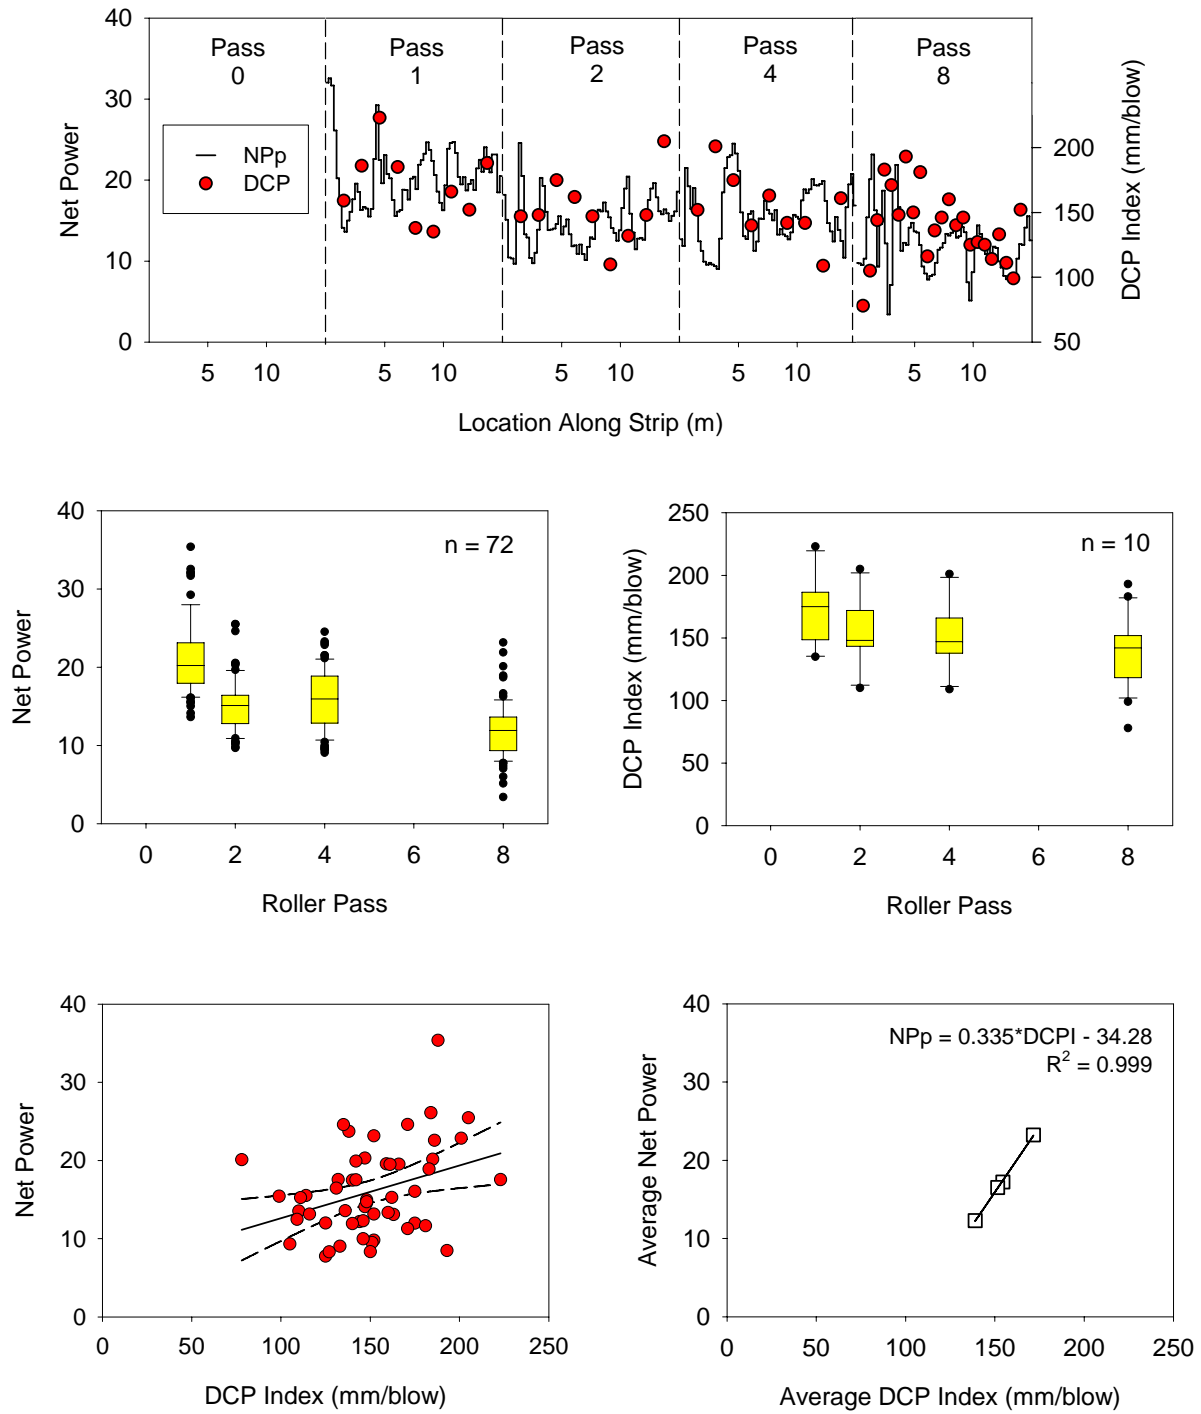 40
30
20
10
0
Net Power
Pass
0
Pass
1
Pass
2
Pass
4
Pass
8
NPp
DCP
200
150
100
50
DCP Index (mm/blow)
5 10 5 10 5 10 5 10 5 10
Location Along Strip (m)
40
30
20
10
0
Net Power
n = 72
0 2 4 6 8
Roller Pass
250
200
150
100
50
0
DCP Index (mm/blow)
n = 10
0 2 4 6 8
Roller Pass
40
30
20
10
0
Net Power
0 50 100 150 200 250
DCP Index (mm/blow)
40
30
20
10
0
Average Net Power
NPp = 0.335*DCPI - 34.28
R² = 0.999
0 50 100 150 200 250
Average DCP Index (mm/blow)